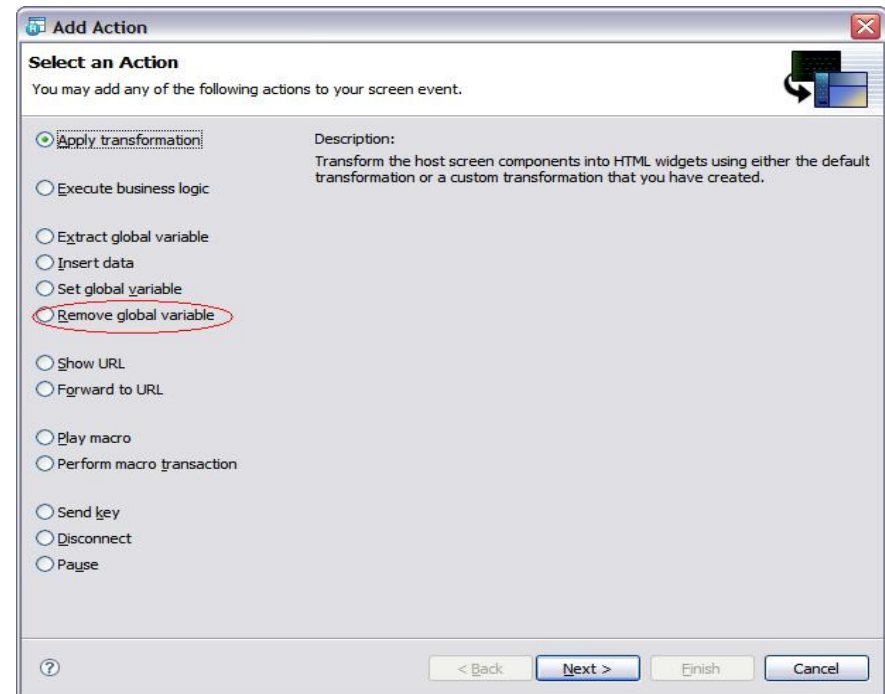 Add Action
Select an Action
You may add any of the following actions to your screen event.
Apply transformation
Description:
Transform the host screen components into HTML widgets using either the default
transformation or a custom transformation that you have created.
Execute business logic
Extract global variable
Insert data
Set global variable
Remove global variable
Show URL
Forward to URL
Play macro
Perform macro transaction
Send key
Disconnect
Pause
?
< Back
Next >
Finish
Cancel